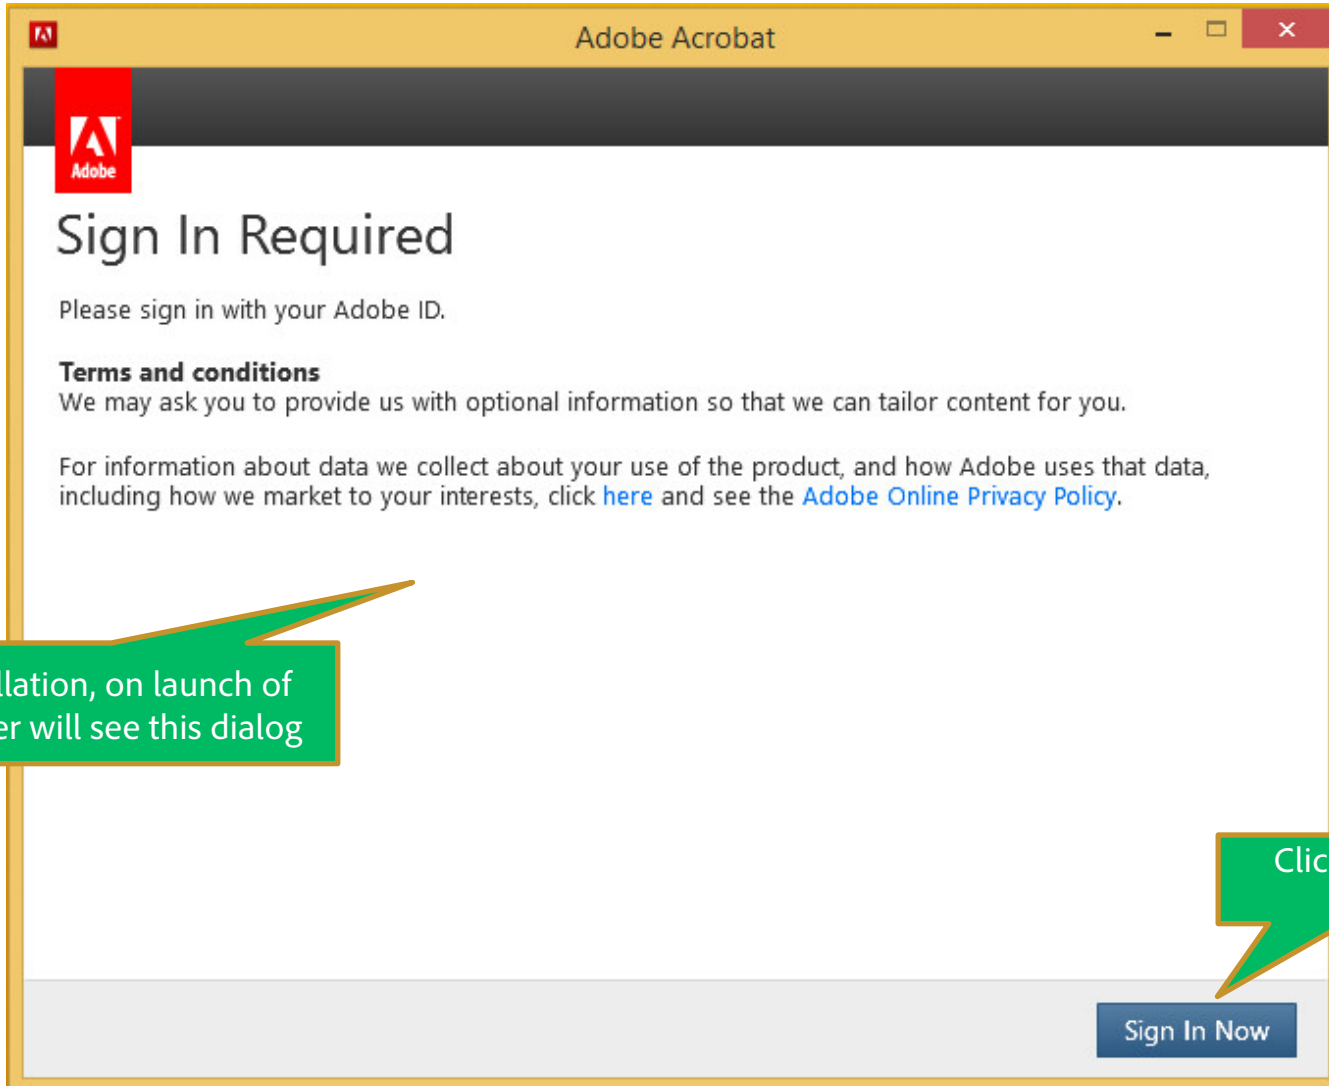 Adobe Acrobat
Adobe
Sign In Required
Please sign in with your Adobe ID.
Terms and conditions
We may ask you to provide us with optional information so that we can tailor content for you.
For information about data we collect about your use of the product, and how Adobe uses that data,
including how we market to your interests, click here and see the Adobe Online Privacy Policy.
on launch of
will see this dialog
Sign In Now